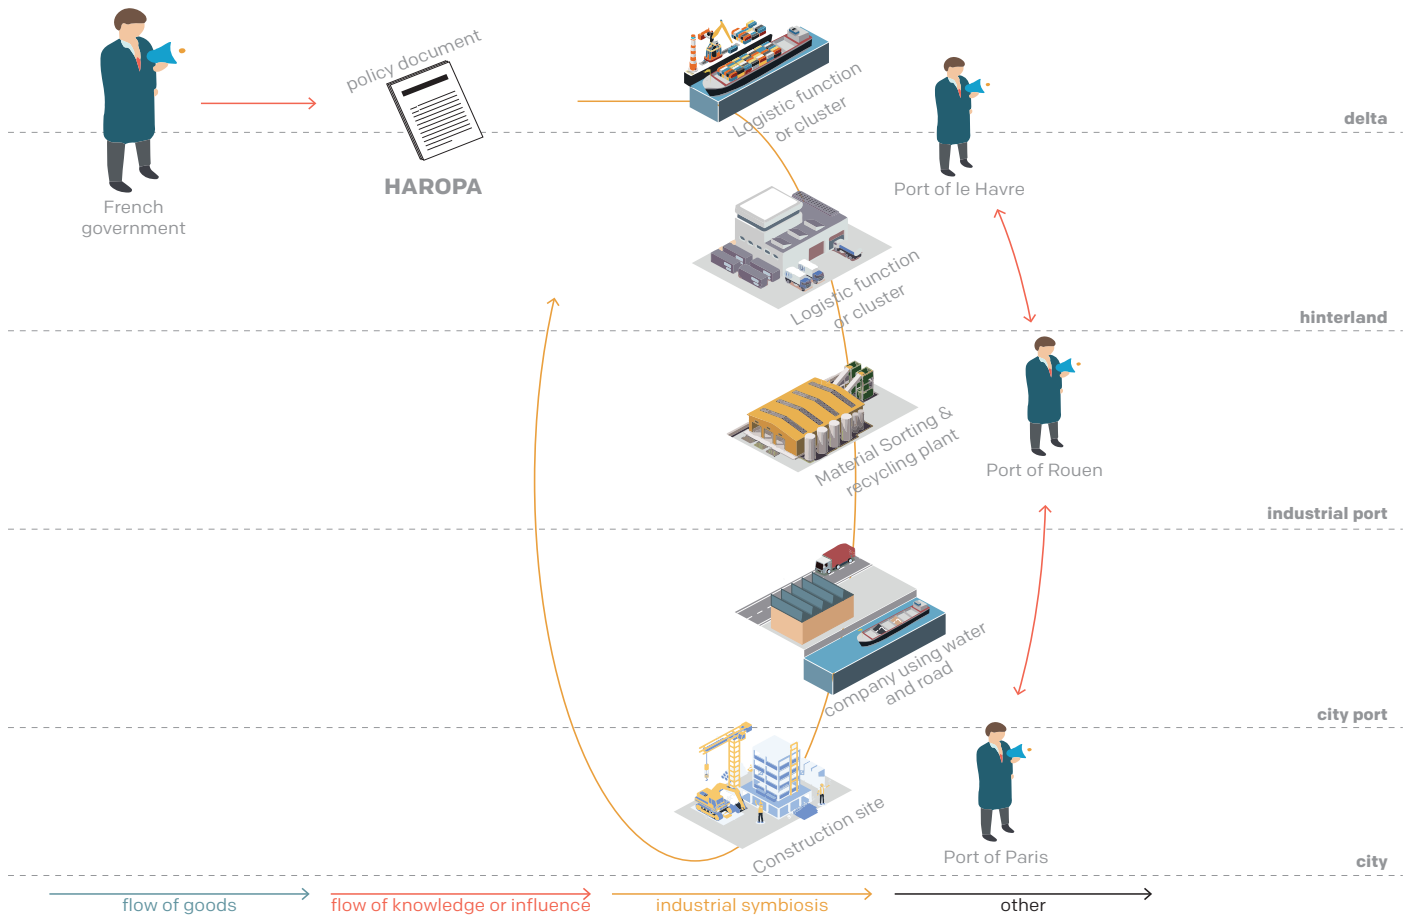 policy document
HAROPA
French
government
Logistic function
or cluster
delta
Port of le Havre
Logistic function
or cluster
hinterland
Material Sorting &
recycling plant
Port of Rouen
industrial port
company using water
and road
city port
Construction site
Port of Paris
city
flow of goods
flow of knowledge or influence
industrial symbiosis
other